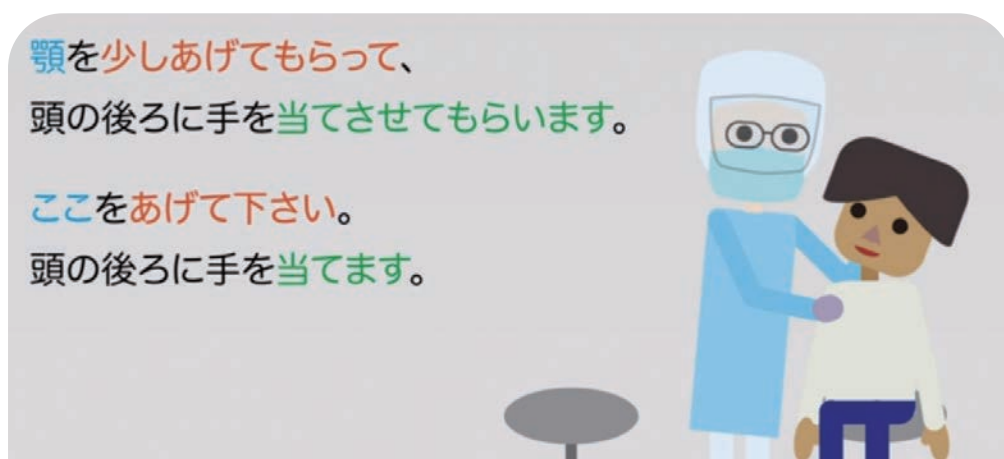 顎を少しあげてもらって、
頭の後ろに手を当てさせてもらいます。
ここをあげて下さい。
頭の後ろに手を当てます。